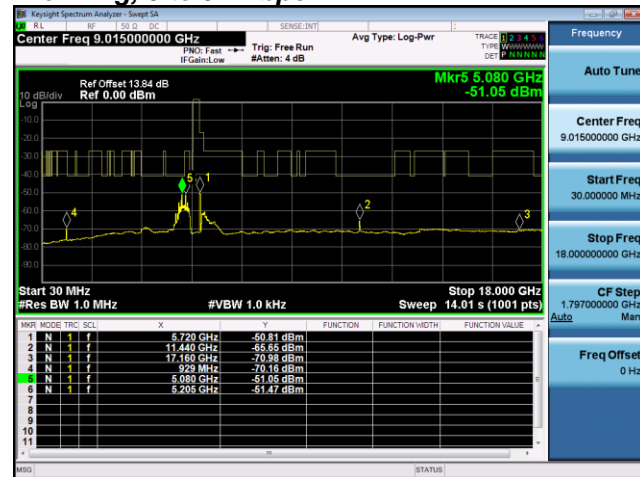 Keysight Spectrum Analyzer - Swept SA
RL RF 50 Ω DC SENSE:INT
Center Freq 9.015000000 GHz
PNO: Fast
IFGain:Low
Trig: Free Run
#Atten: 4 dB
Avg Type: Log-Pwr
TRACE 1 2 3 4 5 6
TYPE WWWWWW
DET P NNNNN
Ref Offset 13.84 dB
10 dB/div Ref 0.00 dBm
Log
Mkr5 5.080 GHz
-51.05 dBm
-10.0
-20.0
-30.0
-40.0
-50.0
-60.0
-70.0
-80.0
-90.0
5 1
4
2
3
Start 30 MHz Stop 18.000 GHz
#Res BW 1.0 MHz #VBW 1.0 kHz Sweep 14.01 s (1001 pts)
MKR MODE TRC SCL X Y FUNCTION FUNCTION WIDTH FUNCTION VALUE
1 N 1 f 5.720 GHz -50.81 dBm
2 N 1 f 11.440 GHz -65.65 dBm
3 N 1 f 17.160 GHz -70.98 dBm
4 N 1 f 929 MHz -70.16 dBm
5 N 1 f 5.080 GHz -51.05 dBm
6 N 1 f 5.205 GHz -51.47 dBm
7
8
9
10
11
MSG STATUS
Frequency
Auto Tune
Center Freq
9.015000000 GHz
Start Freq
30.000000 MHz
Stop Freq
18.000000000 GHz
CF Step
1.797000000 GHz
Auto Man
Freq Offset
0 Hz